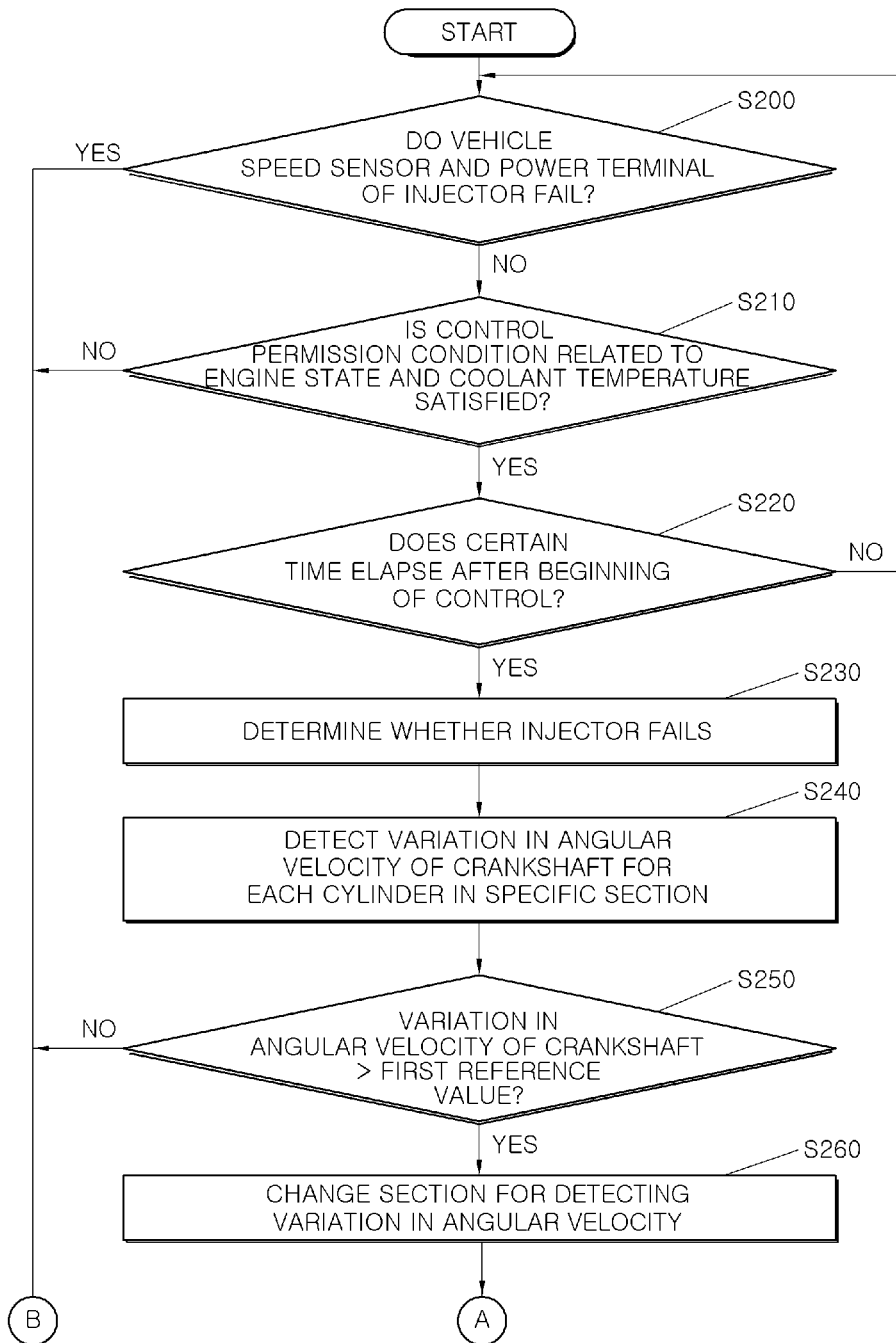 START
S200
DO VEHICLE
SPEED SENSOR AND POWER TERMINAL
OF INJECTOR FAIL?
YES
NO
S210
IS CONTROL
PERMISSION CONDITION RELATED TO
ENGINE STATE AND COOLANT TEMPERATURE
SATISFIED?
NO
YES
S220
DOES CERTAIN
TIME ELAPSE AFTER BEGINNING
OF CONTROL?
NO
YES
S230
DETERMINE WHETHER INJECTOR FAILS
S240
DETECT VARIATION IN ANGULAR
VELOCITY OF CRANKSHAFT FOR
EACH CYLINDER IN SPECIFIC SECTION
S250
VARIATION IN
ANGULAR VELOCITY OF CRANKSHAFT
> FIRST REFERENCE
VALUE?
NO
YES
S260
CHANGE SECTION FOR DETECTING
VARIATION IN ANGULAR VELOCITY
B
A